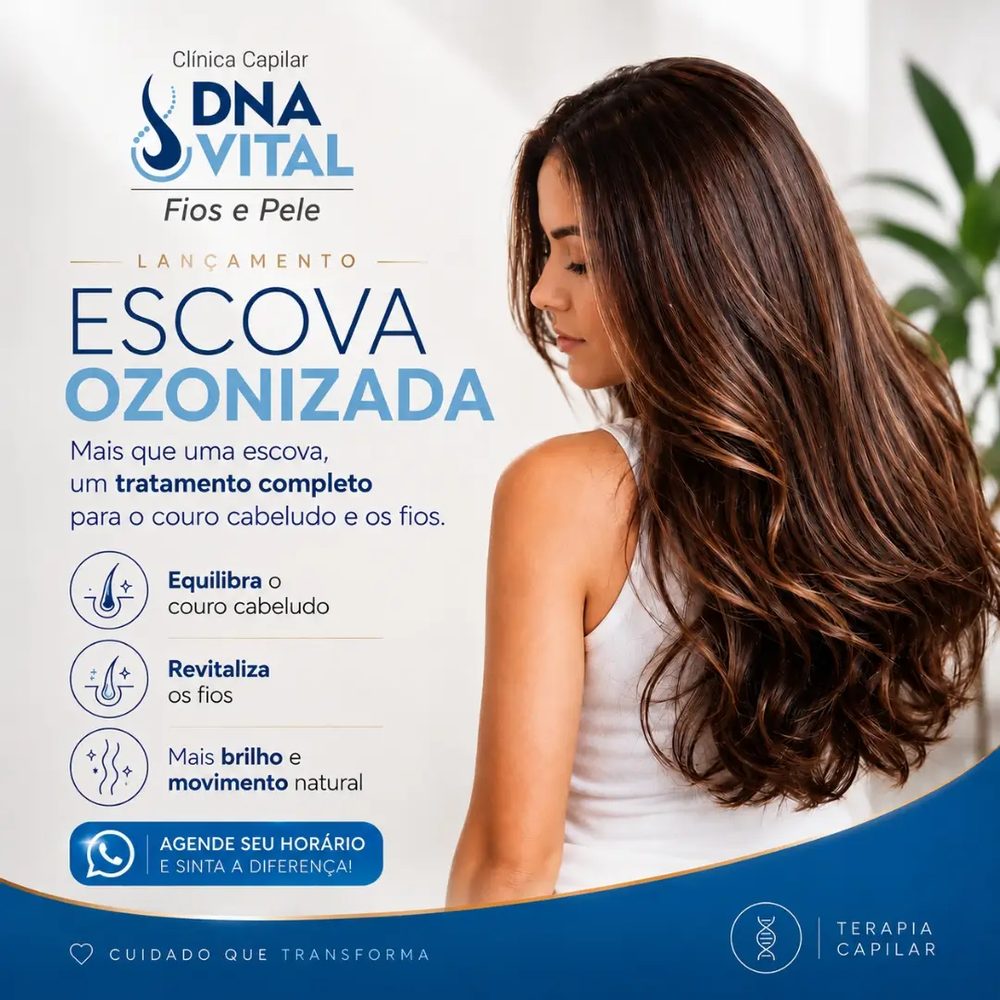 Clínica Capilar
DNA
VITAL
Fios e Pele
LANÇAMENTO
ESCOVA
OZONIZADA
Mais que uma escova,
um tratamento completo
para o couro cabeludo e os fios.
Equilibra o
couro cabeludo
Revitaliza
os fios
Mais brilho e
movimento natural
AGENDE SEU HORÁRIO
E SINTA A DIFERENÇA!
CUIDADO QUE TRANSFORMA
TERAPIA
CAPILAR